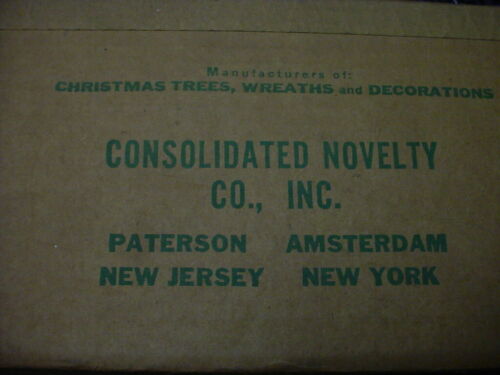 Manufacturers of:
CHRISTMAS TREES, WREATHS and DECORATIONS
CONSOLIDATED NOVELTY
CO., INC.
PATERSON AMSTERDAM
NEW JERSEY NEW YORK